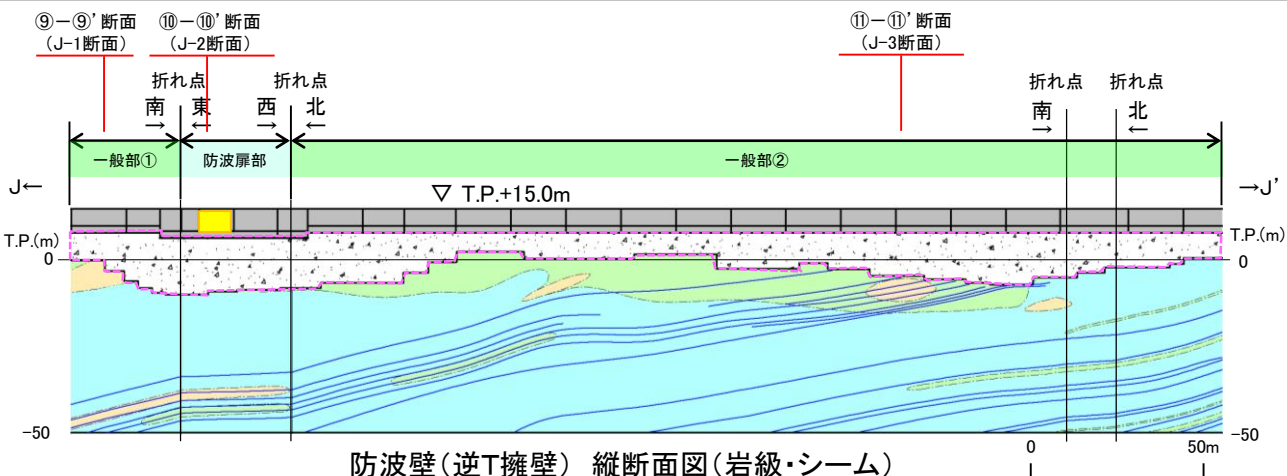 ⑨－⑨’断面
（J-1断面）
⑩－⑩’断面
（J-2断面）
⑪－⑪’断面
（J-3断面）
折れ点
折れ点
折れ点
折れ点
南
→
東
←
西
→
北
←
南
→
北
←
一般部①
防波扉部
一般部②
J←
→J’
▽ T.P.+15.0m
T.P.(m)
T.P.(m)
0
0
-50
-50
0
50m
防波壁（逆T擁壁） 縦断面図（岩級・シーム）